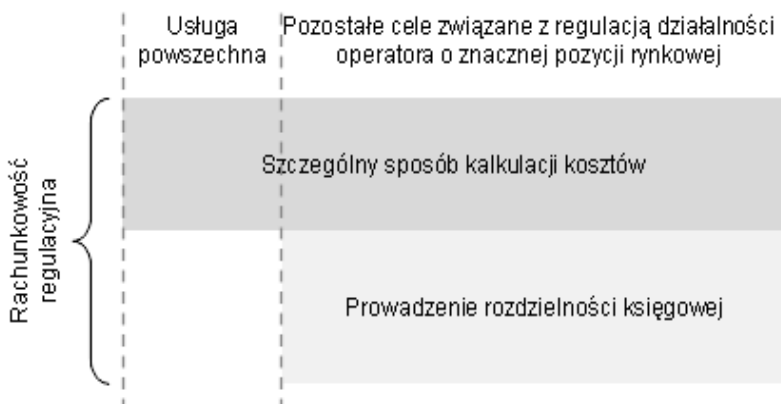 Usługa
powszechna
Pozostałe cele związane z regulacją działalności
operatora o znacznej pozycji rynkowej
Rachunkowość
regulacyjna
Szczególny sposób kalkulacji kosztów
Prowadzenie rozdzielności księgowej